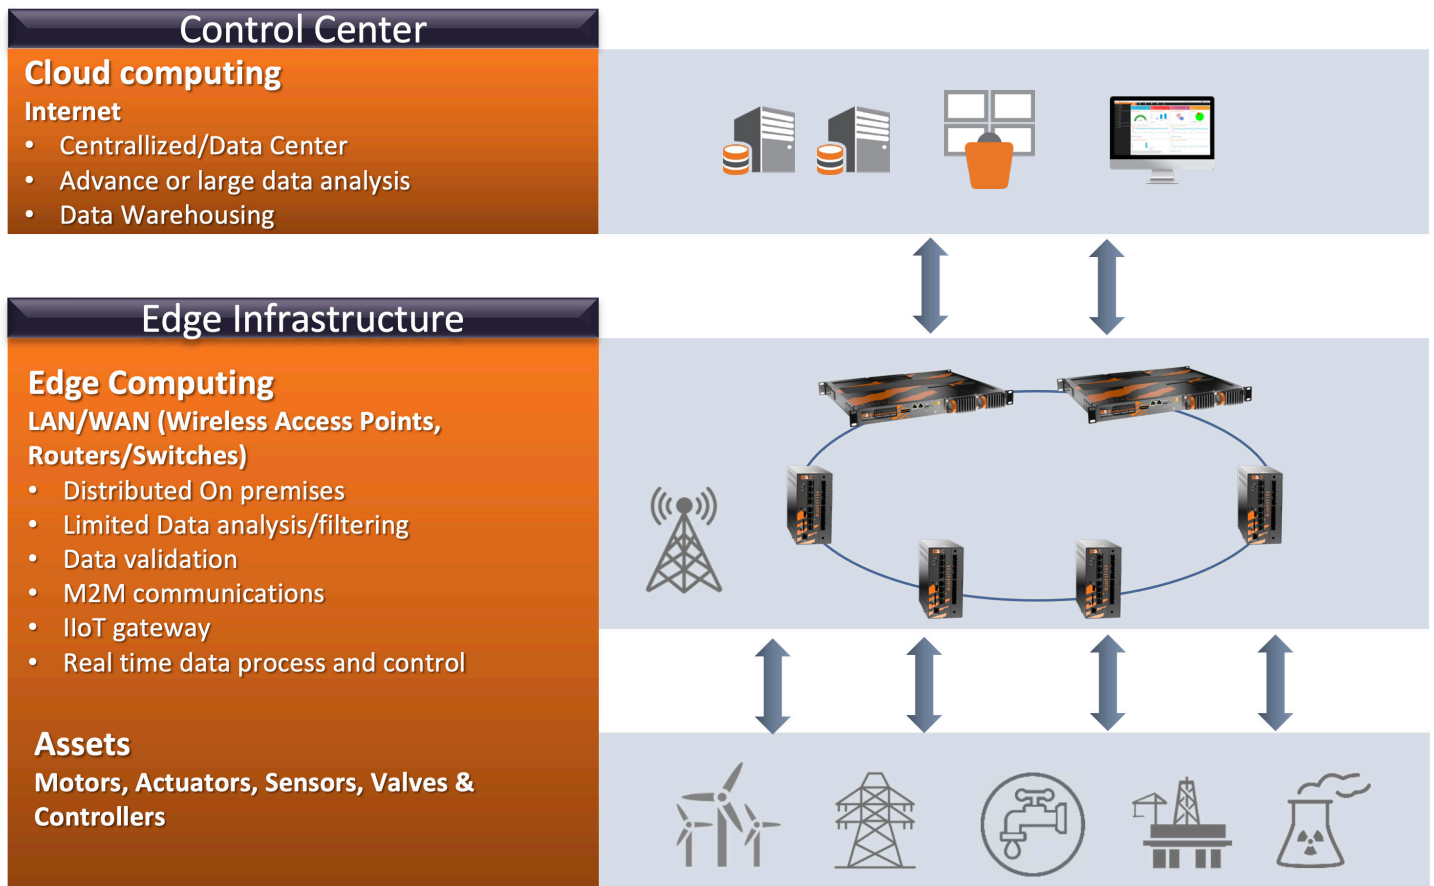 Control Center
Cloud computing
Internet
• Centrallized/Data Center
• Advance or large data analysis
• Data Warehousing
Edge Infrastructure
Edge Computing
LAN/WAN (Wireless Access Points,
Routers/Switches)
• Distributed On premises
• Limited Data analysis/filtering
• Data validation
• M2M communications
• IIoT gateway
• Real time data process and control
Assets
Motors, Actuators, Sensors, Valves &
Controllers